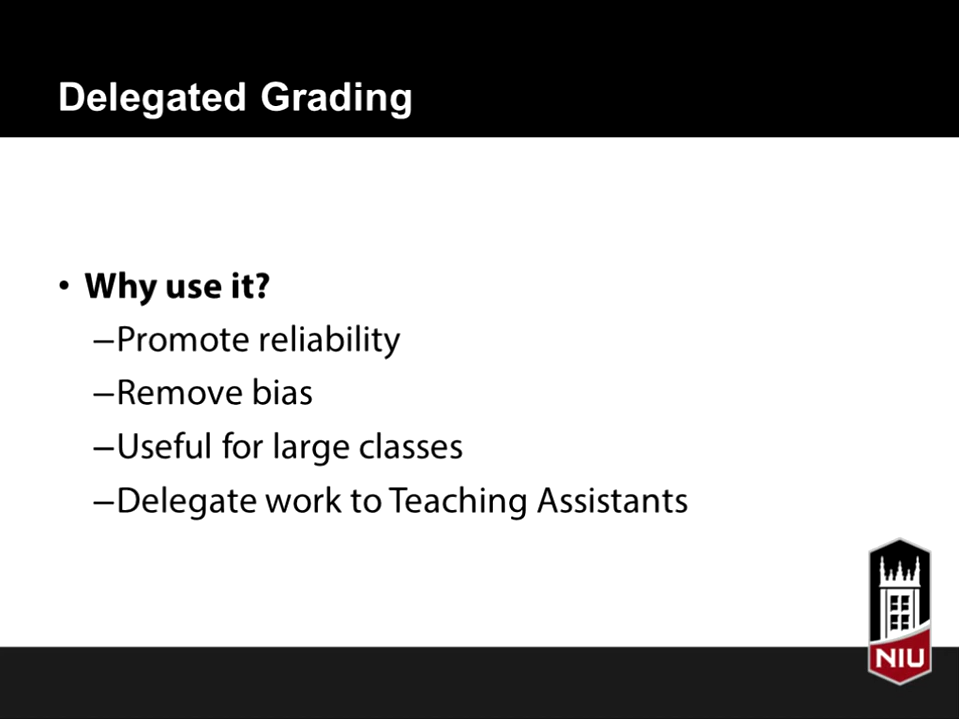 Delegated Grading
• Why use it?
–Promote reliability
–Remove bias
–Useful for large classes
–Delegate work to Teaching Assistants
NIU